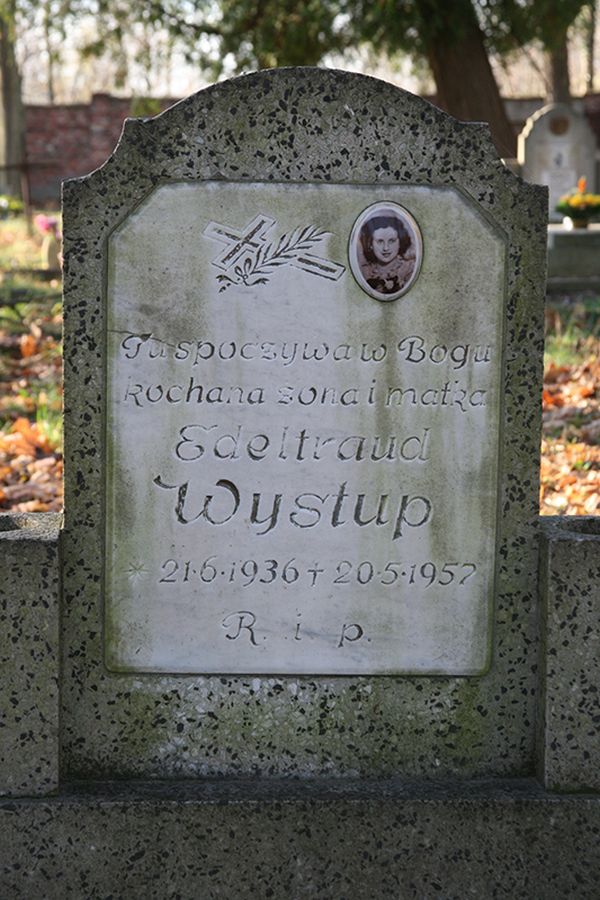 Tu spoczywa w Bogu
kochana żona i matka
Edeltraud
Wystup
* 21·6·1936 † 20·5·1957
R. i p.